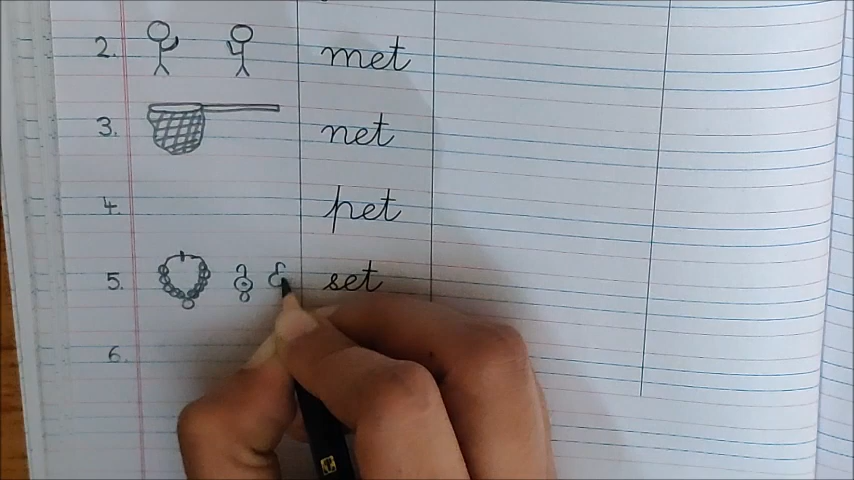 2. met
3. net
4. pet
5. set
6.